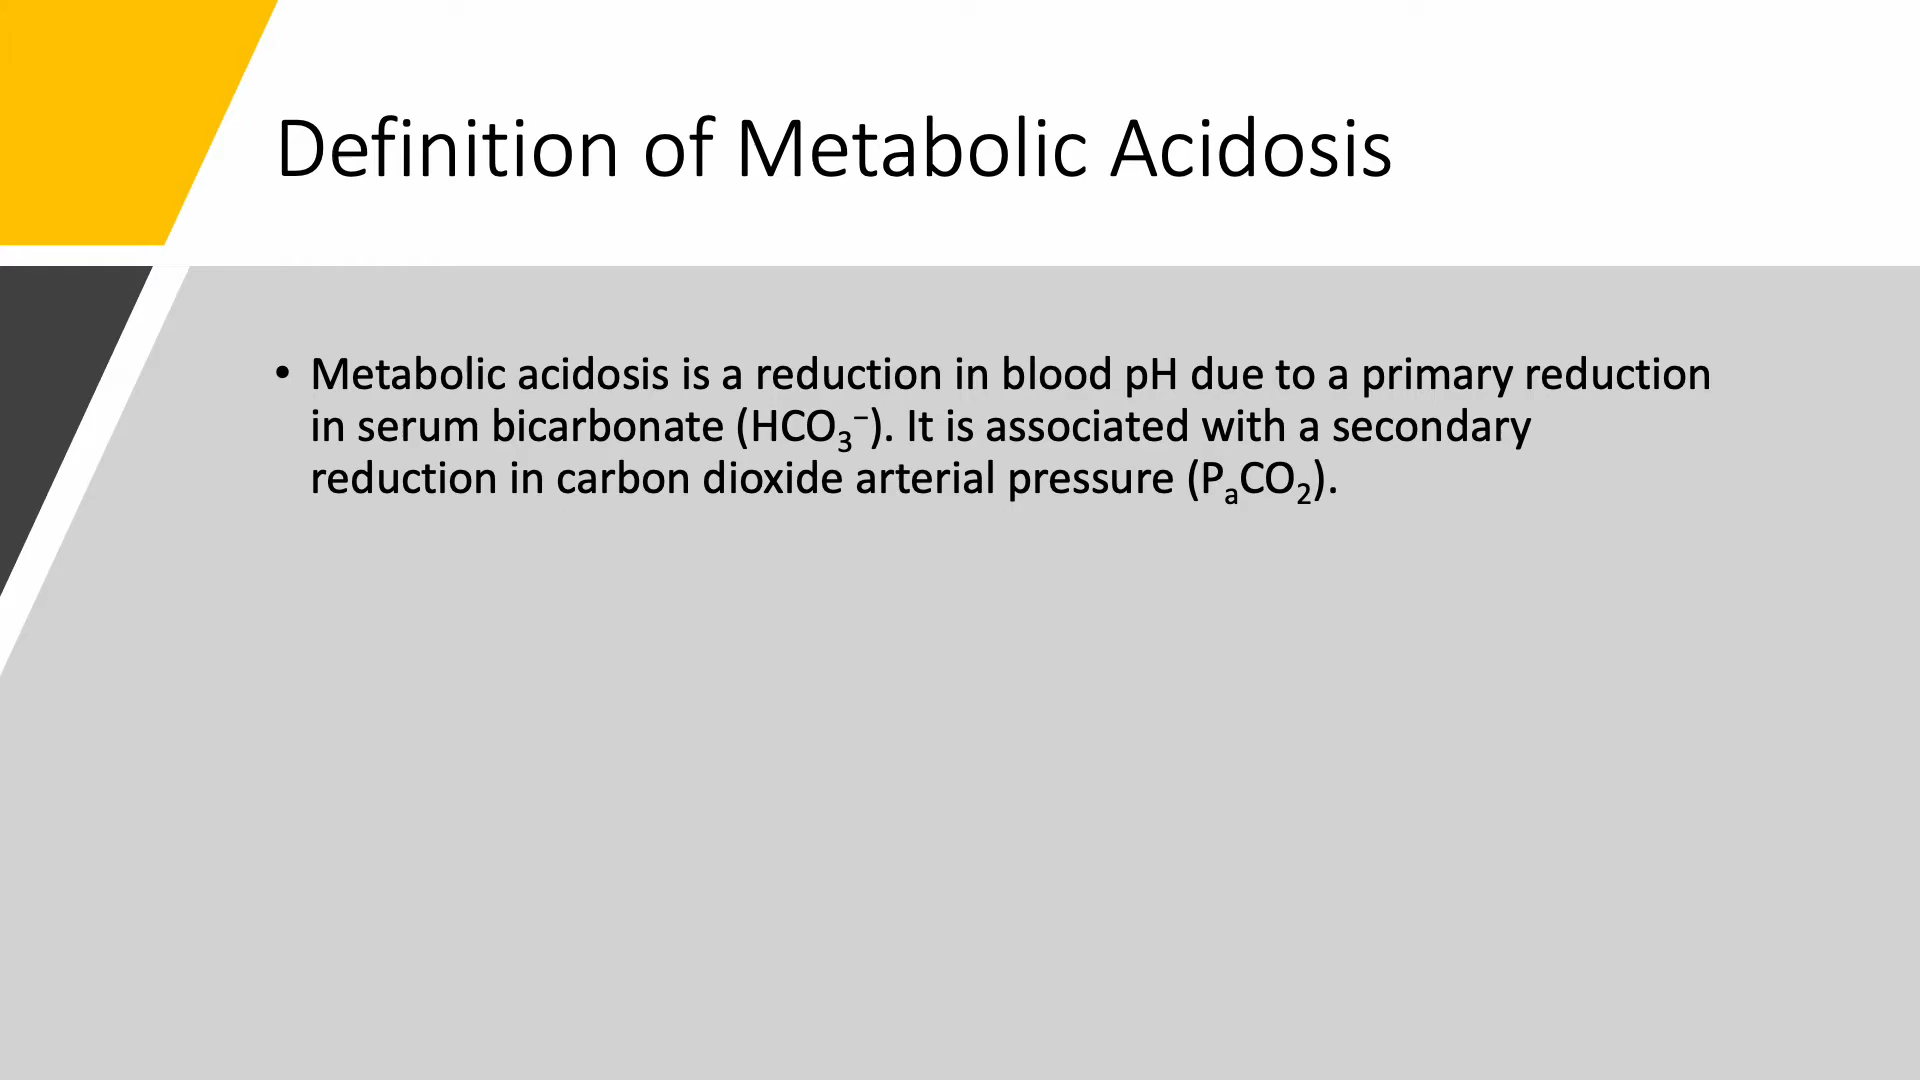 Definition of Metabolic Acidosis
• Metabolic acidosis is a reduction in blood pH due to a primary reduction
in serum bicarbonate (HCO₃⁻). It is associated with a secondary
reduction in carbon dioxide arterial pressure (PₐCO₂).